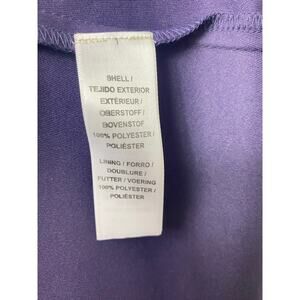 SHELL /
TEJIDO EXTERIOR
EXTÉRIEUR /
OBERSTOFF /
BOVENSTOF
100% POLYESTER /
POLIÉSTER
LINING / FORRO /
DOUBLURE /
FUTTER / VOERING
100% POLYESTER /
POLIÉSTER